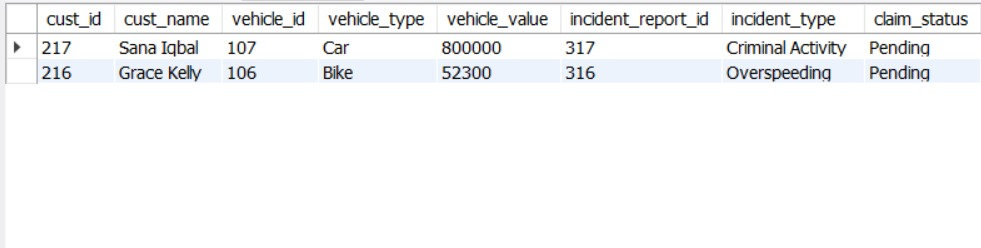 cust_id cust_name vehicle_id vehicle_type vehicle_value incident_report_id incident_type claim_status
217 Sana Iqbal 107 Car 800000 317 Criminal Activity Pending
216 Grace Kelly 106 Bike 52300 316 Overspeeding Pending